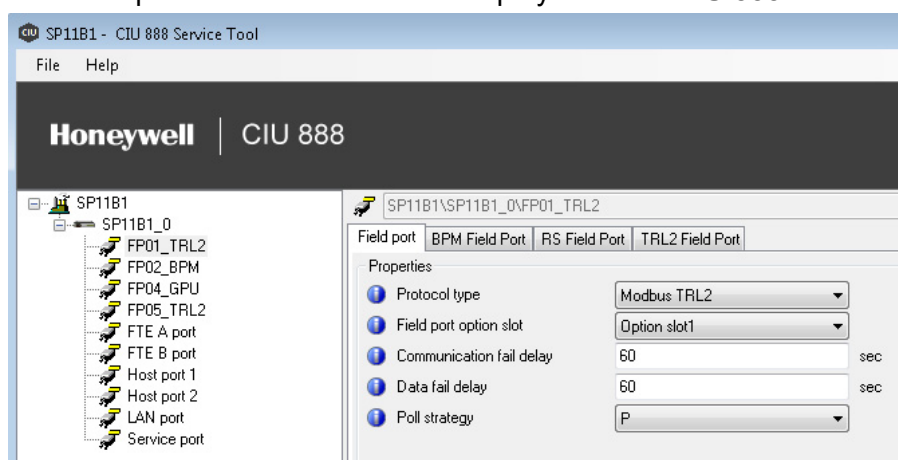 SP11B1 - CIU 888 Service Tool
File Help
Honeywell CIU 888
SP11B1
SP11B1_0
FP01_TRL2
FP02_BPM
FP04_GPU
FP05_TRL2
FTE A port
FTE B port
Host port 1
Host port 2
LAN port
Service port
SP11B1\SP11B1_0\FP01_TRL2
Field port BPM Field Port RS Field Port TRL2 Field Port
Properties
Protocol type Modbus TRL2
Field port option slot Option slot1
Communication fail delay 60 sec
Data fail delay 60 sec
Poll strategy P